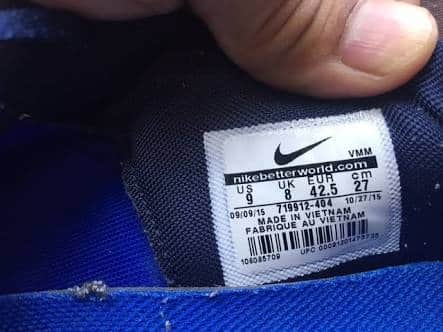 VMM
nikebetterworld.com
US UK EUR cm
9 8 42.5 27
09/09/15 719912-404 10/27/15
MADE IN VIETNAM
FABRIQUE AU VIETNAM
UPC